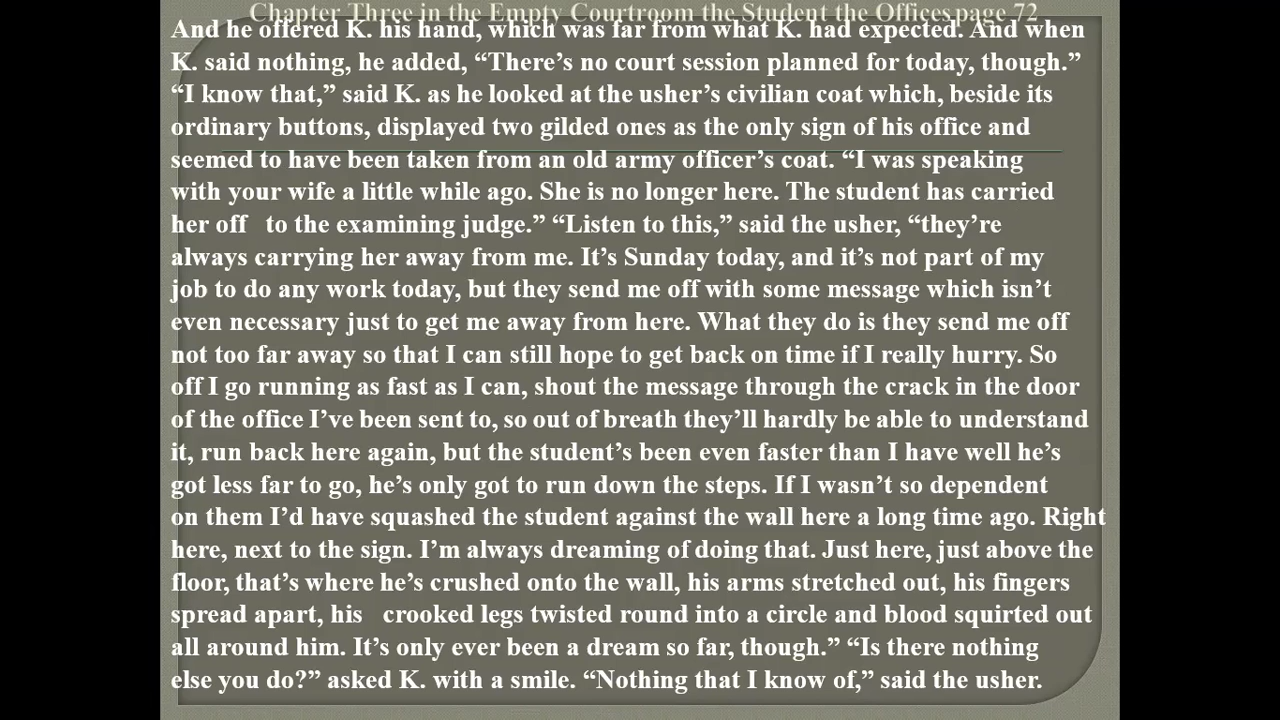 Chapter Three in the Empty Courtroom the Student the Offices page 72
And he offered K. his hand, which was far from what K. had expected. And when
K. said nothing, he added, “There’s no court session planned for today, though.”
“I know that,” said K. as he looked at the usher’s civilian coat which, beside its
ordinary buttons, displayed two gilded ones as the only sign of his office and
seemed to have been taken from an old army officer’s coat. “I was speaking
with your wife a little while ago. She is no longer here. The student has carried
her off   to the examining judge.” “Listen to this,” said the usher, “they’re
always carrying her away from me. It’s Sunday today, and it’s not part of my
job to do any work today, but they send me off with some message which isn’t
even necessary just to get me away from here. What they do is they send me off
not too far away so that I can still hope to get back on time if I really hurry. So
off I go running as fast as I can, shout the message through the crack in the door
of the office I’ve been sent to, so out of breath they’ll hardly be able to understand
it, run back here again, but the student’s been even faster than I have well he’s
got less far to go, he’s only got to run down the steps. If I wasn’t so dependent
on them I’d have squashed the student against the wall here a long time ago. Right
here, next to the sign. I’m always dreaming of doing that. Just here, just above the
floor, that’s where he’s crushed onto the wall, his arms stretched out, his fingers
spread apart, his   crooked legs twisted round into a circle and blood squirted out
all around him. It’s only ever been a dream so far, though.” “Is there nothing
else you do?” asked K. with a smile. “Nothing that I know of,” said the usher.